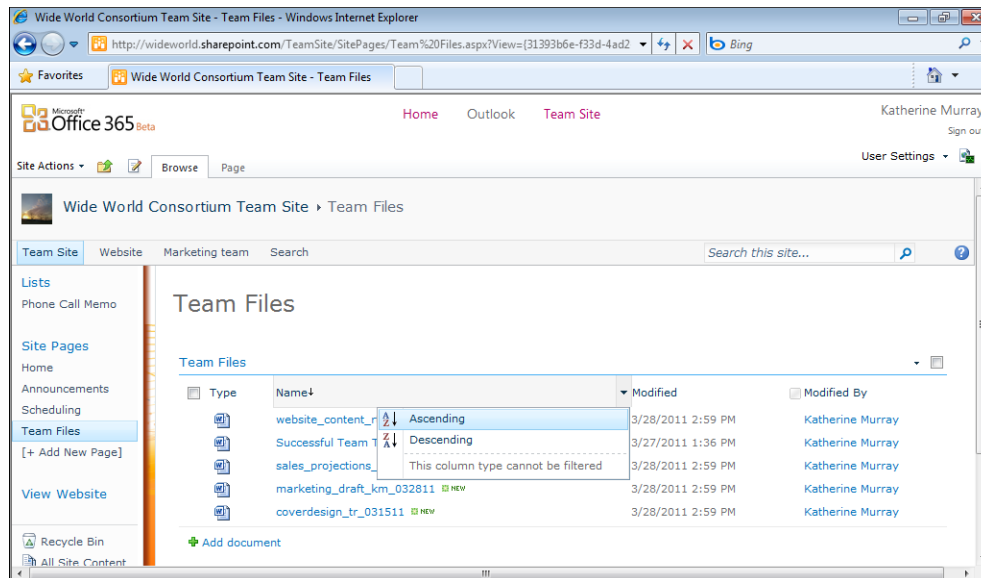 Wide World Consortium Team Site - Team Files - Windows Internet Explorer
http://wideworld.sharepoint.com/TeamSite/SitePages/Team%20Files.aspx?View={31393b6e-f33d-4ad2
Bing
Favorites
Wide World Consortium Team Site - Team Files
Microsoft
Office 365 Beta
Home Outlook Team Site
Katherine Murray
Sign ou
Site Actions
Browse Page
User Settings
Wide World Consortium Team Site Team Files
Team Site Website Marketing team Search
Search this site...
Lists
Phone Call Memo
Site Pages
Home
Announcements
Scheduling
Team Files
[+ Add New Page]
View Website
Recycle Bin
All Site Content
Team Files
Team Files
Type Name↓ Modified Modified By
website_content_ 3/28/2011 2:59 PM Katherine Murray
Successful Team T 3/27/2011 1:36 PM Katherine Murray
sales_projections_ 3/28/2011 2:59 PM Katherine Murray
marketing_draft_km_032811 NEW 3/28/2011 2:59 PM Katherine Murray
coverdesign_tr_031511 NEW 3/28/2011 2:59 PM Katherine Murray
A Z Ascending
Z A Descending
This column type cannot be filtered
Add document